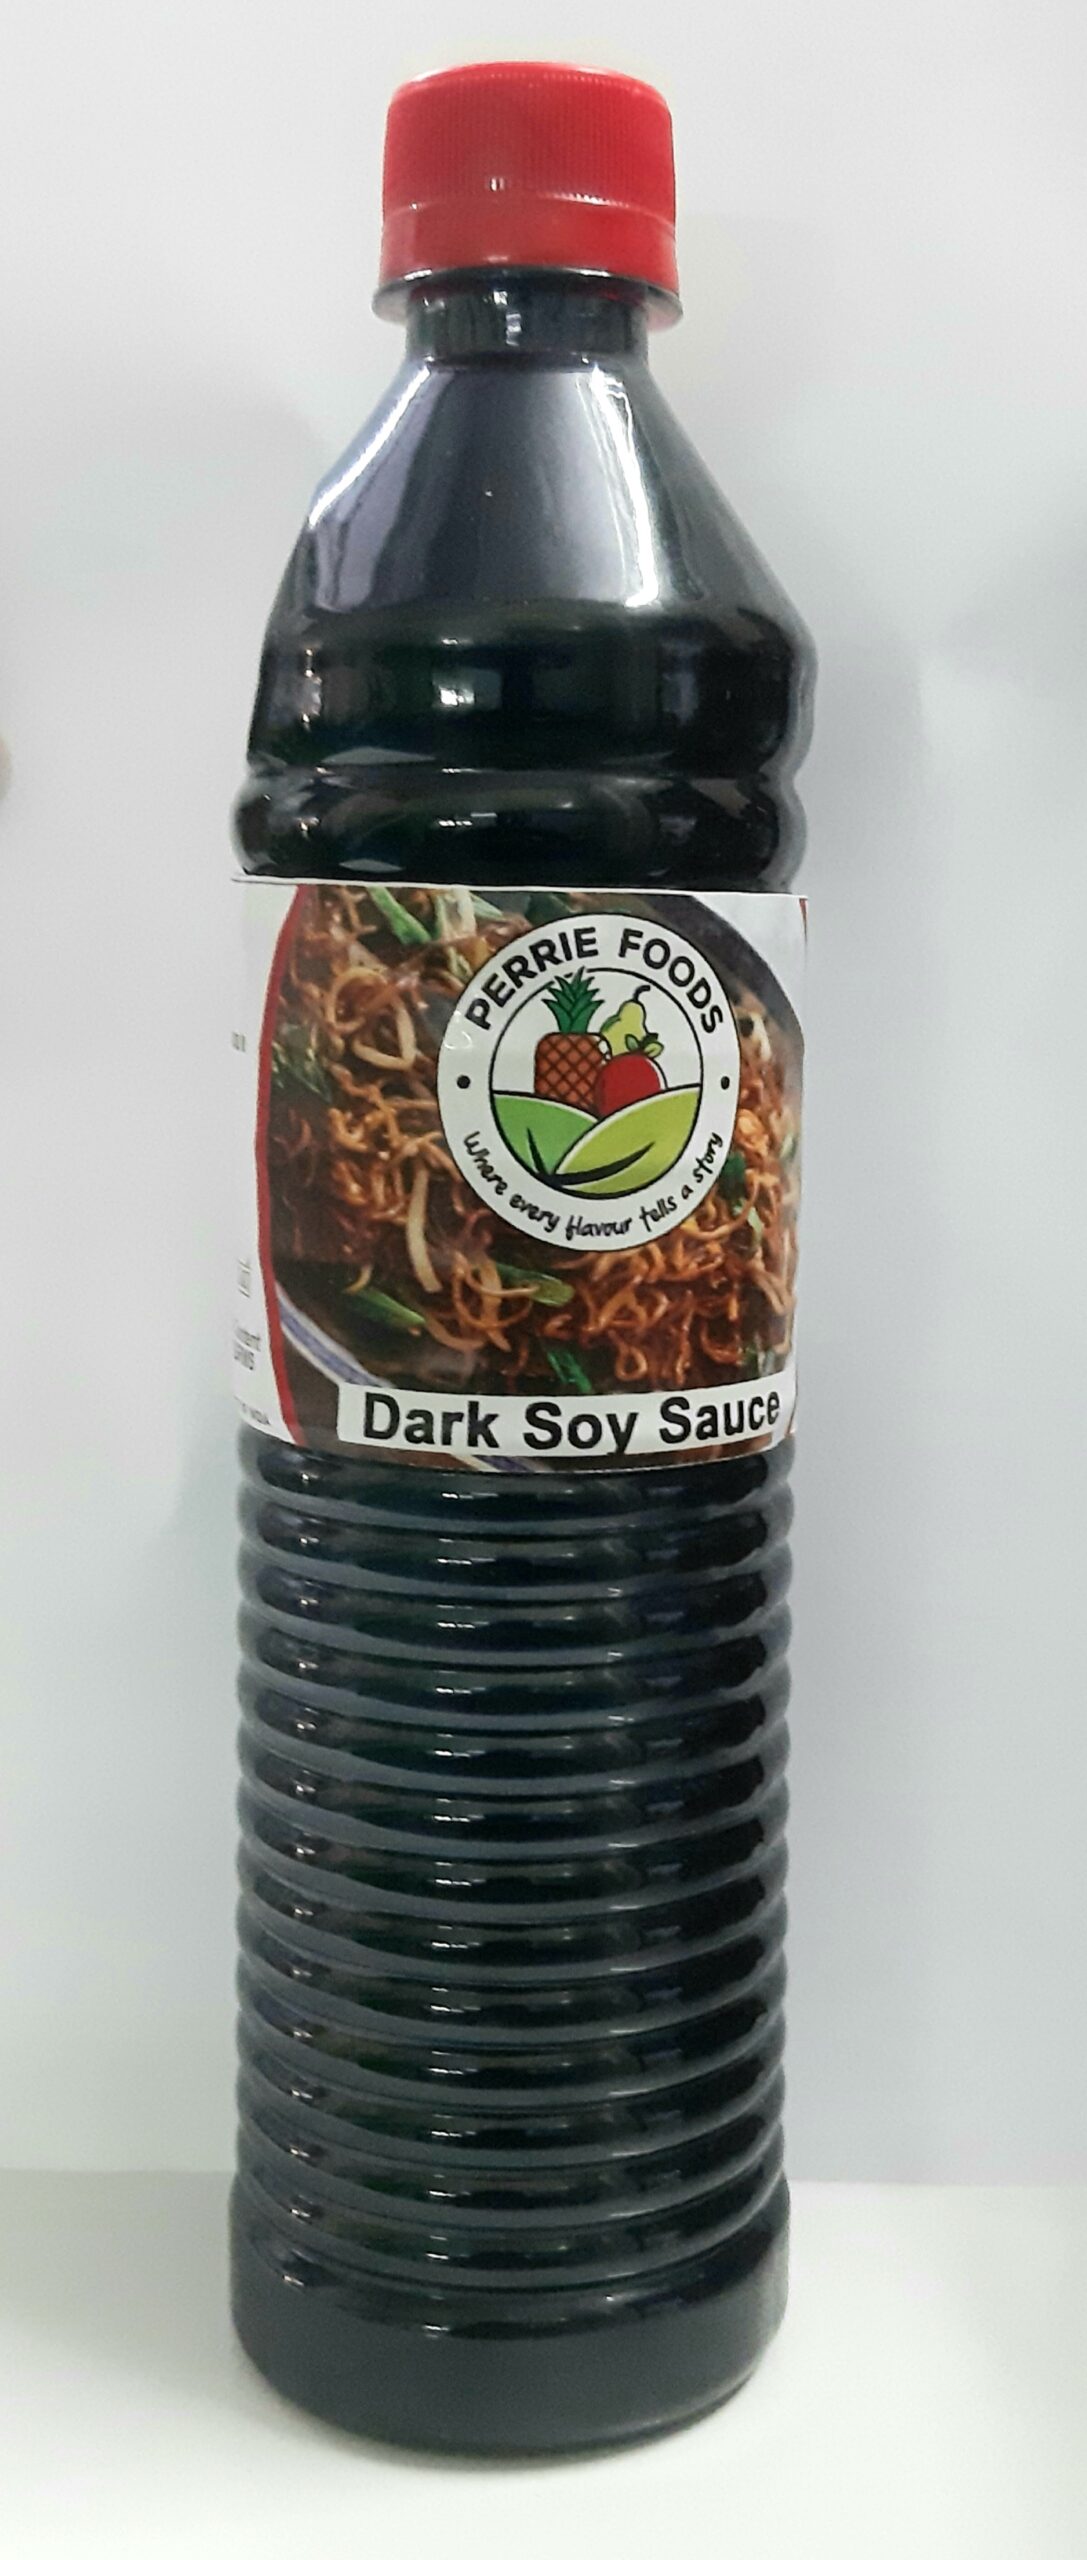 PERRIE FOODS
Where every flavour tells a story
Dark Soy Sauce